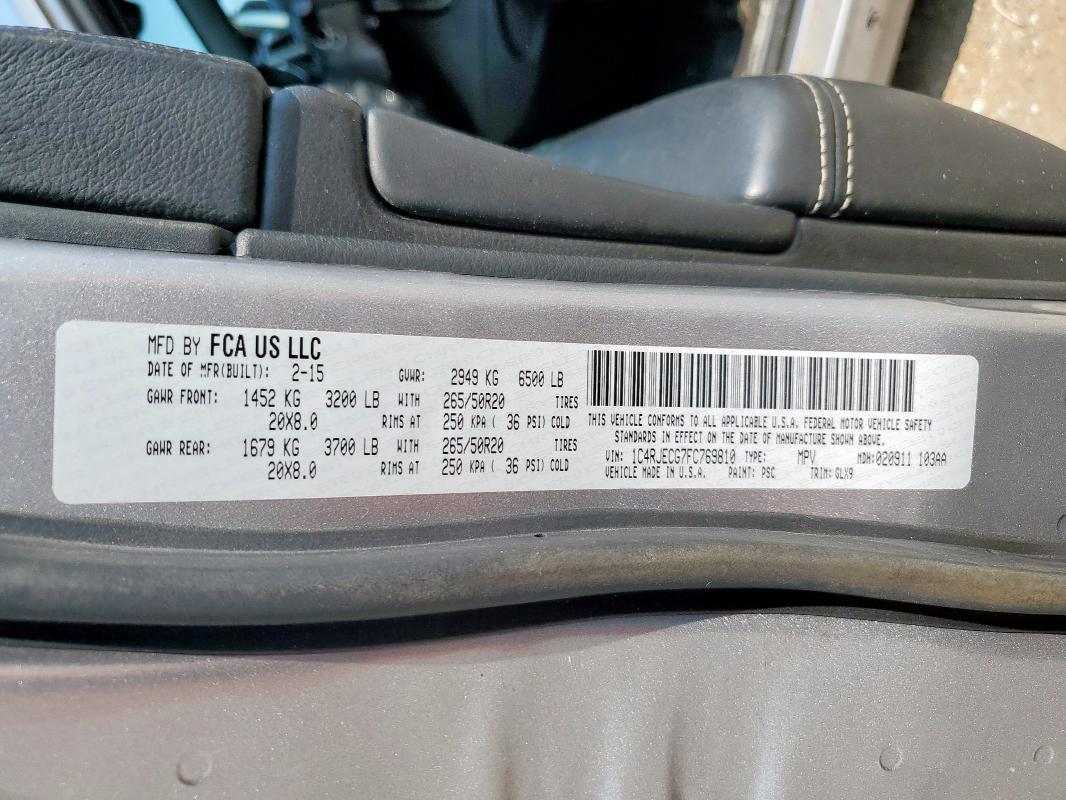 MFD BY FCA US LLC
DATE OF MFR(BUILT): 2-15 GVWR: 2949 KG 6500 LB
GAWR FRONT: 1452 KG 3200 LB WITH 265/50R20 TIRES
20X8.0 RIMS AT 250 KPA ( 36 PSI) COLD
GAWR REAR: 1679 KG 3700 LB WITH 265/50R20 TIRES
20X8.0 RIMS AT 250 KPA ( 36 PSI) COLD
THIS VEHICLE CONFORMS TO ALL APPLICABLE U.S.A. FEDERAL MOTOR VEHICLE SAFETY
STANDARDS IN EFFECT ON THE DATE OF MANUFACTURE SHOWN ABOVE.
VIN: 1C4RJECG7FC769810 TYPE: MPV MDH:020911 103AA
VEHICLE MADE IN U.S.A. PAINT: PSC TRIM: GLX9